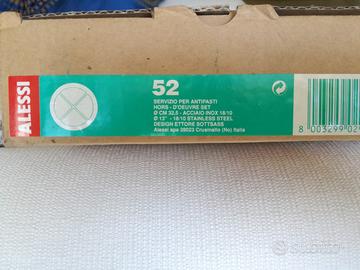 ALESSI
52
SERVIZIO PER ANTIPASTI
HORS - D'OEUVRE SET
Ø CM 32,5 - ACCIAIO INOX 18/10
Ø 13" - 18/10 STAINLESS STEEL
DESIGN ETTORE SOTTSASS
Alessi spa 28023 Crusinallo (No) Italia
8 003299 02
subito